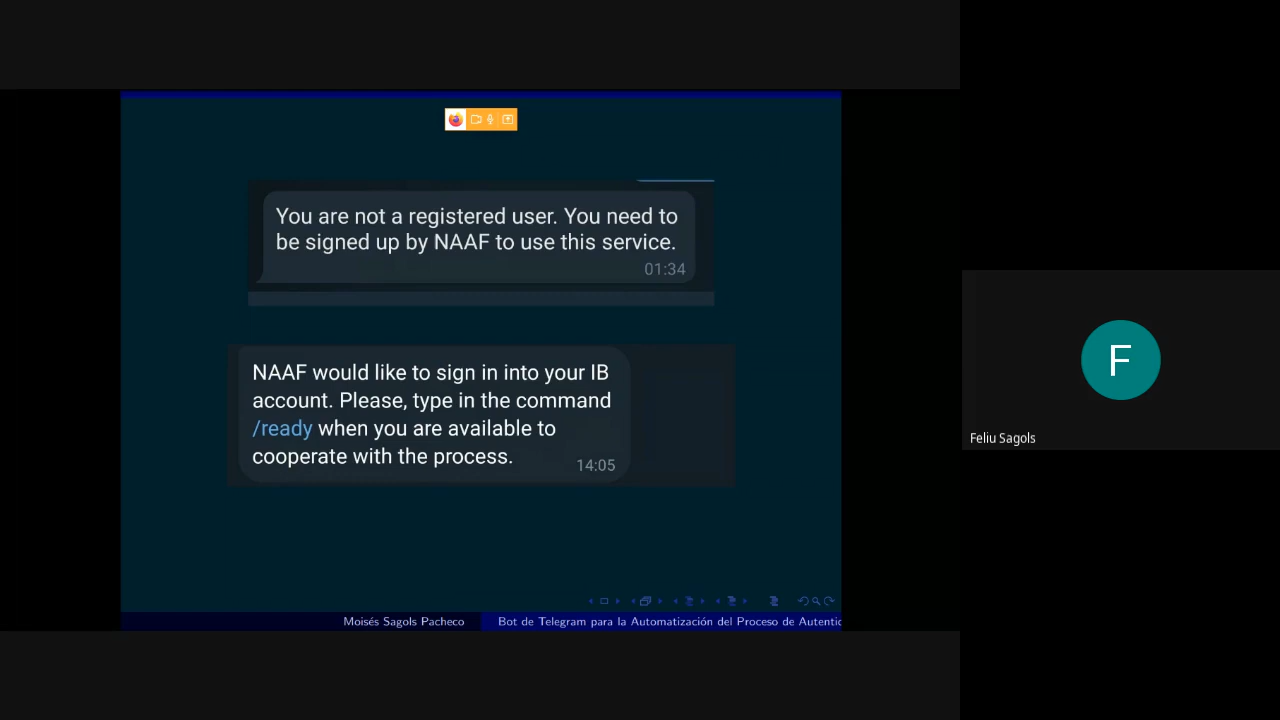 You are not a registered user. You need to
be signed up by NAAF to use this service.
01:34
NAAF would like to sign in into your IB
account. Please, type in the command
/ready when you are available to
cooperate with the process.
14:05
Moisés Sagols Pacheco
Bot de Telegram para la Automatización del Proceso de Autentic
F
Feliu Sagols